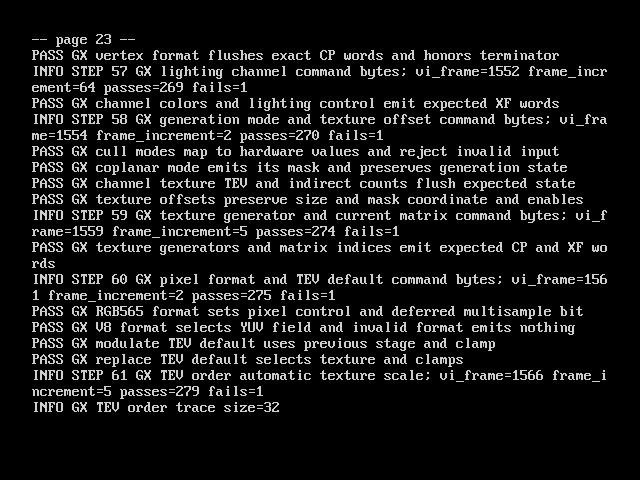 -- page 23 --
PASS GX vertex format flushes exact CP words and honors terminator
INFO STEP 57 GX lighting channel command bytes; vi_frame=1552 frame_incr
ement=64 passes=269 fails=1
PASS GX channel colors and lighting control emit expected XF words
INFO STEP 58 GX generation mode and texture offset command bytes; vi_fra
me=1554 frame_increment=2 passes=270 fails=1
PASS GX cull modes map to hardware values and reject invalid input
PASS GX coplanar mode emits its mask and preserves generation state
PASS GX channel texture TEV and indirect counts flush expected state
PASS GX texture offsets preserve size and mask coordinate and enables
INFO STEP 59 GX texture generator and current matrix command bytes; vi_f
rame=1559 frame_increment=5 passes=274 fails=1
PASS GX texture generators and matrix indices emit expected CP and XF wo
rds
INFO STEP 60 GX pixel format and TEV default command bytes; vi_frame=156
1 frame_increment=2 passes=275 fails=1
PASS GX RGB565 format sets pixel control and deferred multisample bit
PASS GX V8 format selects YUV field and invalid format emits nothing
PASS GX modulate TEV default uses previous stage and clamp
PASS GX replace TEV default selects texture and clamps
INFO STEP 61 GX TEV order automatic texture scale; vi_frame=1566 frame_i
ncrement=5 passes=279 fails=1
INFO GX TEV order trace size=32